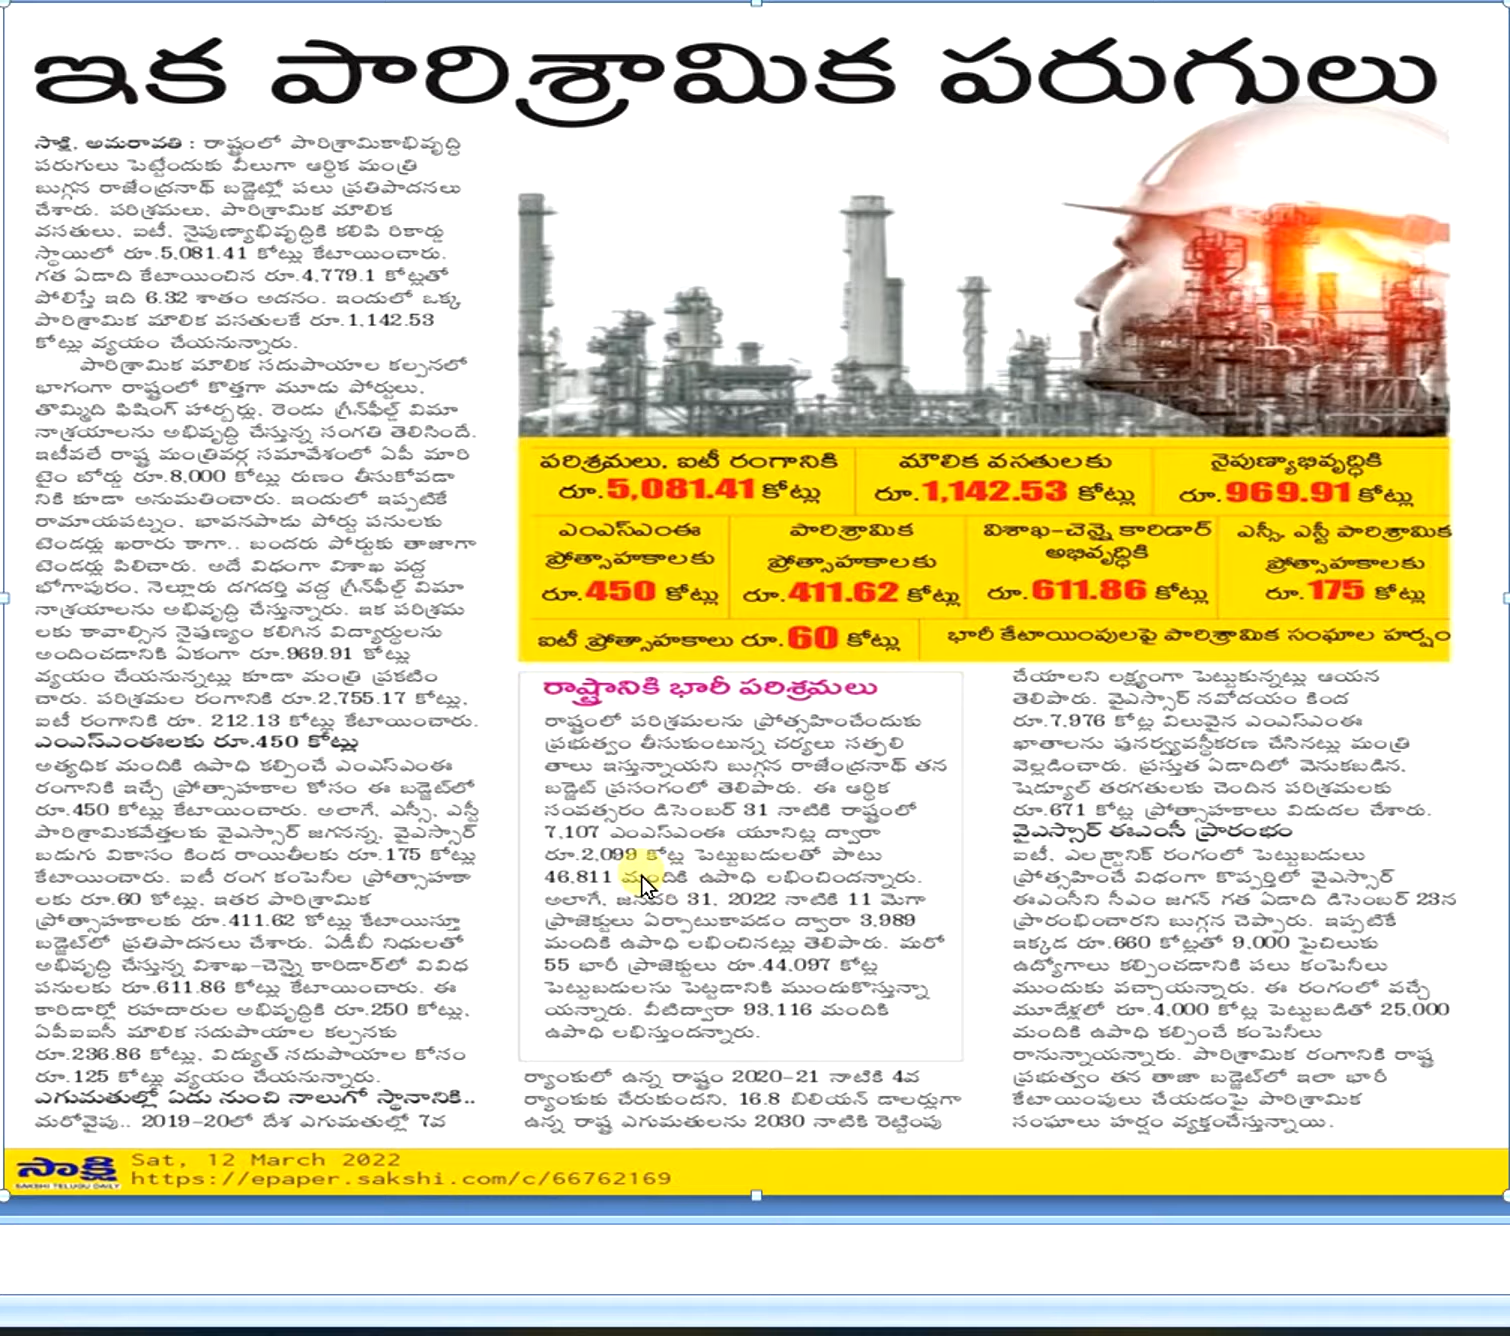 ఇక పారిశ్రామిక పరుగులు
సాక్షి, అమరావతి : రాష్ట్రంలో పారిశ్రామికాభివృద్ధి
పరుగులు పెట్టేందుకు వీలుగా ఆర్థిక మంత్రి
బుగ్గన రాజేంద్రనాథ్ బడ్జెట్లో పలు ప్రతిపాదనలు
చేశారు. పరిశ్రమలు, పారిశ్రామిక మౌలిక
వసతులు, ఐటీ, నైపుణ్యాభివృద్ధికి కలిపి రికార్డు
స్థాయిలో రూ.5,081.41 కోట్లు కేటాయించారు.
గత ఏడాది కేటాయించిన రూ.4,779.1 కోట్లతో
పోలిస్తే ఇది 6.32 శాతం అదనం. ఇందులో ఒక్క
పారిశ్రామిక మౌలిక వసతులకే రూ.1,142.53
కోట్లు వ్యయం చేయనున్నారు.
పారిశ్రామిక మౌలిక సదుపాయాల కల్పనలో
భాగంగా రాష్ట్రంలో కొత్తగా మూడు పోర్టులు,
తొమ్మిది ఫిషింగ్ హార్బర్లు, రెండు గ్రీన్‌ఫీల్డ్ విమా
నాశ్రయాలను అభివృద్ధి చేస్తున్న సంగతి తెలిసిందే.
ఇటీవలే రాష్ట్ర మంత్రివర్గ సమావేశంలో ఏపీ మారి
టైం బోర్డు రూ.8,000 కోట్లు రుణం తీసుకోవడా
నికి కూడా అనుమతించారు. ఇందులో ఇప్పటికే
రామాయపట్నం, భావనపాడు పోర్టు పనులకు
టెండర్లు ఖరారు కాగా.. బందరు పోర్టుకు తాజాగా
టెండర్లు పిలిచారు. అదే విధంగా విశాఖ వద్ద
భోగాపురం, నెల్లూరు దగదర్తి వద్ద గ్రీన్‌ఫీల్డ్ విమా
నాశ్రయాలను అభివృద్ధి చేస్తున్నారు. ఇక పరిశ్రమ
లకు కావాల్సిన నైపుణ్యం కలిగిన విద్యార్థులను
అందించడానికి ఏకంగా రూ.969.91 కోట్లు
వ్యయం చేయనున్నట్లు కూడా మంత్రి ప్రకటిం
చారు. పరిశ్రమల రంగానికి రూ.2,755.17 కోట్లు,
ఐటీ రంగానికి రూ. 212.13 కోట్లు కేటాయించారు.
ఎంఎస్ఎంఈలకు రూ.450 కోట్లు
అత్యధిక మందికి ఉపాధి కల్పించే ఎంఎస్ఎంఈ
రంగానికి ఇచ్చే ప్రోత్సాహకాల కోసం ఈ బడ్జెట్‌లో
రూ.450 కోట్లు కేటాయించారు. అలాగే, ఎస్సీ, ఎస్టీ
పారిశ్రామికవేత్తలకు వైఎస్సార్ జగనన్న, వైఎస్సార్
బడుగు వికాసం కింద రాయితీలకు రూ.175 కోట్లు
కేటాయించారు. ఐటీ రంగ కంపెనీల ప్రోత్సాహకా
లకు రూ.60 కోట్లు, ఇతర పారిశ్రామిక
ప్రోత్సాహకాలకు రూ.411.62 కోట్లు కేటాయిస్తూ
బడ్జెట్‌లో ప్రతిపాదనలు చేశారు. ఏడీబీ నిధులతో
అభివృద్ధి చేస్తున్న విశాఖ–చెన్నై కారిడార్‌లో వివిధ
పనులకు రూ.611.86 కోట్లు కేటాయించారు. ఈ
కారిడార్లో రహదారుల అభివృద్ధికి రూ.250 కోట్లు,
ఏపీఐఐసీ మౌలిక సదుపాయాల కల్పనకు
రూ.236.86 కోట్లు, విద్యుత్ సదుపాయాల కోసం
రూ.125 కోట్లు వ్యయం చేయనున్నారు.
ఎగుమతుల్లో ఏడు నుంచి నాలుగో స్థానానికి..
మరోవైపు.. 2019–20లో దేశ ఎగుమతుల్లో 7వ
పరిశ్రమలు, ఐటీ రంగానికి
రూ.5,081.41 కోట్లు
మౌలిక వసతులకు
రూ.1,142.53 కోట్లు
నైపుణ్యాభివృద్ధికి
రూ.969.91 కోట్లు
ఎంఎస్ఎంఈ
ప్రోత్సాహకాలకు
రూ.450 కోట్లు
పారిశ్రామిక
ప్రోత్సాహకాలకు
రూ.411.62 కోట్లు
విశాఖ–చెన్నై కారిడార్
అభివృద్ధికి
రూ.611.86 కోట్లు
ఎస్సీ, ఎస్టీ పారిశ్రామిక
ప్రోత్సాహకాలకు
రూ.175 కోట్లు
ఐటీ ప్రోత్సాహకాలు రూ.60 కోట్లు
భారీ కేటాయింపులపై పారిశ్రామిక సంఘాల హర్షం
రాష్ట్రానికి భారీ పరిశ్రమలు
రాష్ట్రంలో పరిశ్రమలను ప్రోత్సహించేందుకు
ప్రభుత్వం తీసుకుంటున్న చర్యలు సత్ఫలి
తాలు ఇస్తున్నాయని బుగ్గన రాజేంద్రనాథ్ తన
బడ్జెట్ ప్రసంగంలో తెలిపారు. ఈ ఆర్థిక
సంవత్సరం డిసెంబర్ 31 నాటికి రాష్ట్రంలో
7,107 ఎంఎస్ఎంఈ యూనిట్ల ద్వారా
రూ.2,099 కోట్ల పెట్టుబడులతో పాటు
46,811 మందికి ఉపాధి లభించిందన్నారు.
అలాగే, జనవరి 31, 2022 నాటికి 11 మెగా
ప్రాజెక్టులు ఏర్పాటుకావడం ద్వారా 3,989
మందికి ఉపాధి లభించినట్లు తెలిపారు. మరో
55 భారీ ప్రాజెక్టులు రూ.44,097 కోట్ల
పెట్టుబడులను పెట్టడానికి ముందుకొస్తున్నా
యన్నారు. వీటిద్వారా 93,116 మందికి
ఉపాధి లభిస్తుందన్నారు.
ర్యాంకులో ఉన్న రాష్ట్రం 2020–21 నాటికి 4వ
ర్యాంకుకు చేరుకుందని, 16.8 బిలియన్ డాలర్లుగా
ఉన్న రాష్ట్ర ఎగుమతులను 2030 నాటికి రెట్టింపు
చేయాలని లక్ష్యంగా పెట్టుకున్నట్లు ఆయన
తెలిపారు. వైఎస్సార్ నవోదయం కింద
రూ.7,976 కోట్ల విలువైన ఎంఎస్ఎంఈ
ఖాతాలను పునర్వ్యవస్థీకరణ చేసినట్లు మంత్రి
వెల్లడించారు. ప్రస్తుత ఏడాదిలో వెనుకబడిన,
షెడ్యూల్ తరగతులకు చెందిన పరిశ్రమలకు
రూ.671 కోట్ల ప్రోత్సాహకాలు విడుదల చేశారు.
వైఎస్సార్ ఈఎంసీ ప్రారంభం
ఐటీ, ఎలక్ట్రానిక్ రంగంలో పెట్టుబడులు
ప్రోత్సహించే విధంగా కొప్పర్తిలో వైఎస్సార్
ఈఎంసీని సీఎం జగన్ గత ఏడాది డిసెంబర్ 23న
ప్రారంభించారని బుగ్గన చెప్పారు. ఇప్పటికే
ఇక్కడ రూ.660 కోట్లతో 9,000 పైచిలుకు
ఉద్యోగాలు కల్పించడానికి పలు కంపెనీలు
ముందుకు వచ్చాయన్నారు. ఈ రంగంలో వచ్చే
మూడేళ్లలో రూ.4,000 కోట్ల పెట్టుబడితో 25,000
మందికి ఉపాధి కల్పించే కంపెనీలు
రానున్నాయన్నారు. పారిశ్రామిక రంగానికి రాష్ట్ర
ప్రభుత్వం తన తాజా బడ్జెట్‌లో ఇలా భారీ
కేటాయింపులు చేయడంపై పారిశ్రామిక
సంఘాలు హర్షం వ్యక్తంచేస్తున్నాయి.
సాక్షి
SAKSHI TELUGU DAILY
Sat, 12 March 2022
https://epaper.sakshi.com/c/66762169